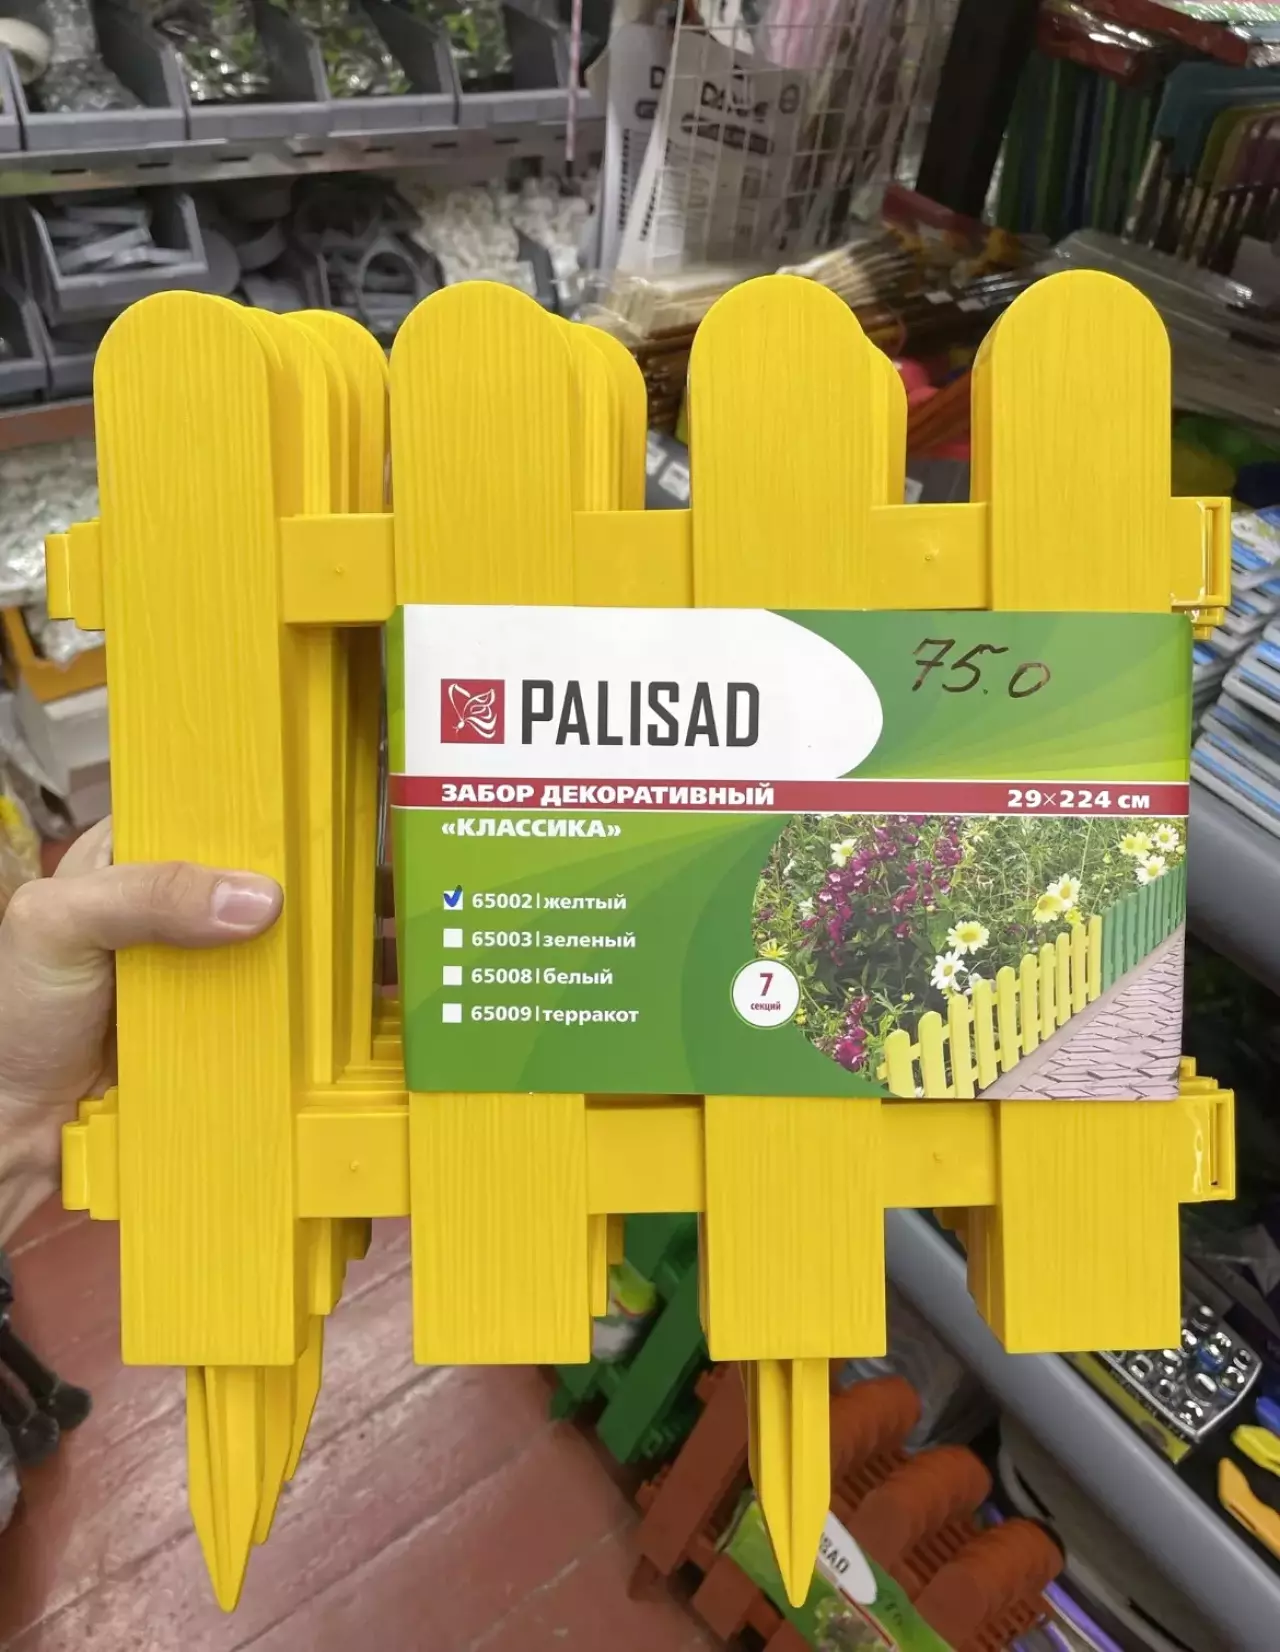 75.0
PALISAD
ЗАБОР ДЕКОРАТИВНЫЙ
29×224 см
«КЛАССИКА»
65002|желтый
65003|зеленый
65008|белый
65009|терракот
7
секций